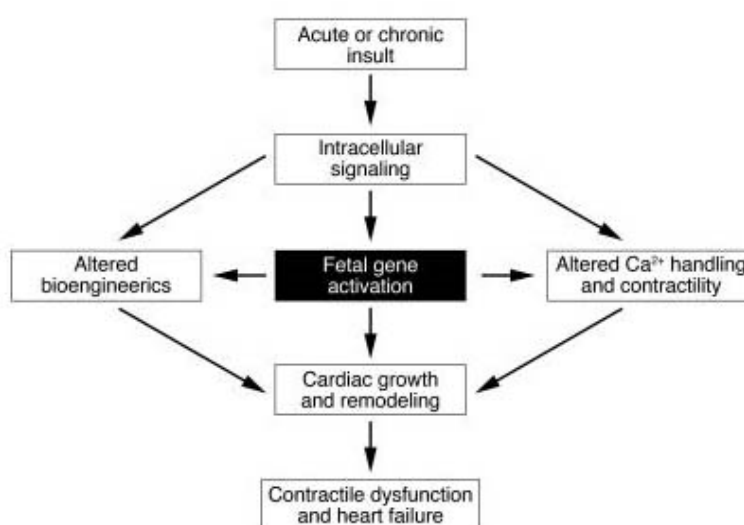 Acute or chronic
insult
Intracellular
signaling
Altered
bioengineerics
Fetal gene
activation
Altered Ca²⁺ handling
and contractility
Cardiac growth
and remodeling
Contractile dysfunction
and heart failure